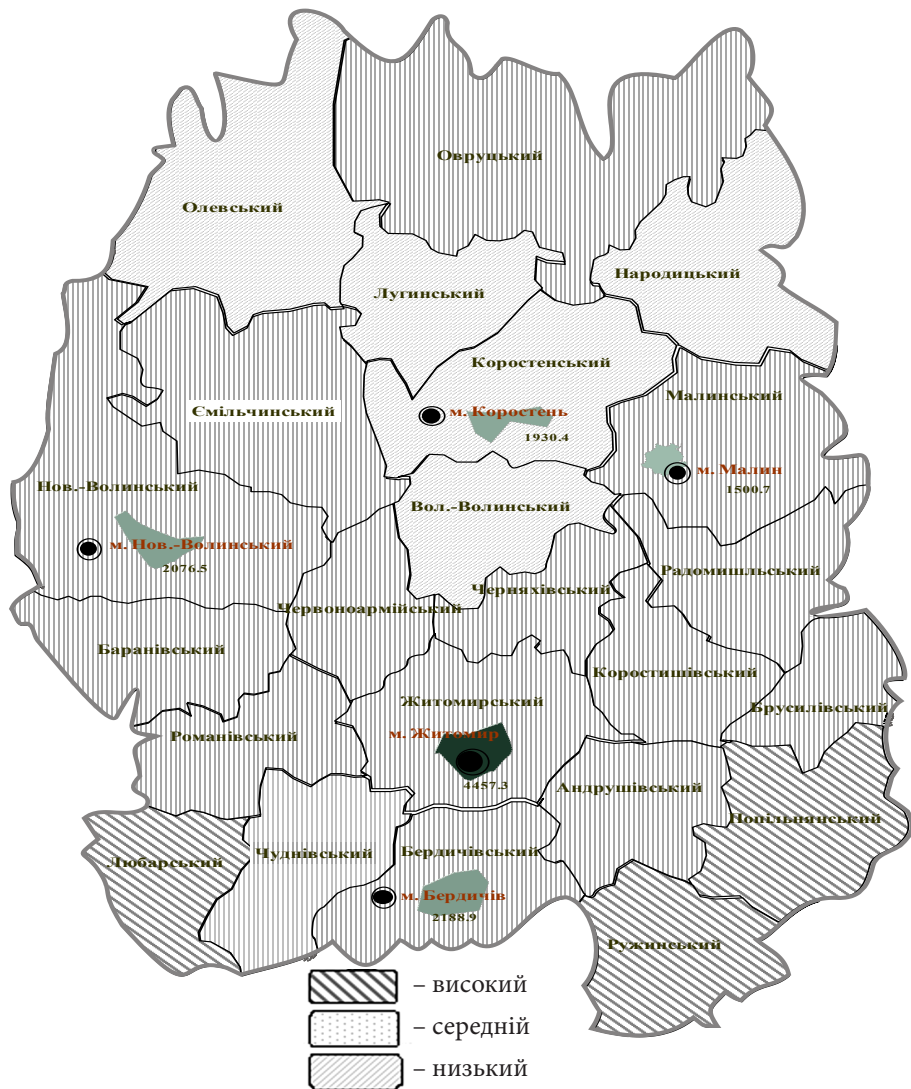 Овруцький
Олевський
Народицький
Лугинський
Коростенський
Малинський
Ємільчинський
м. Коростень
1930.4
м. Малин
1500.7
Нов.-Волинський
Вол.-Волинський
м. Нов.-Волинський
2076.5
Радомишльський
Черняхівський
Червоноармійський
Баранівський
Коростишівський
Житомирський
Брусилівський
м. Житомир
Романівський
4457.3
Андрушівський
Попільнянський
Любарський
Чуднівський
Бердичівський
м. Бердичів
2188.9
Ружинський
– високий
– середній
– низький